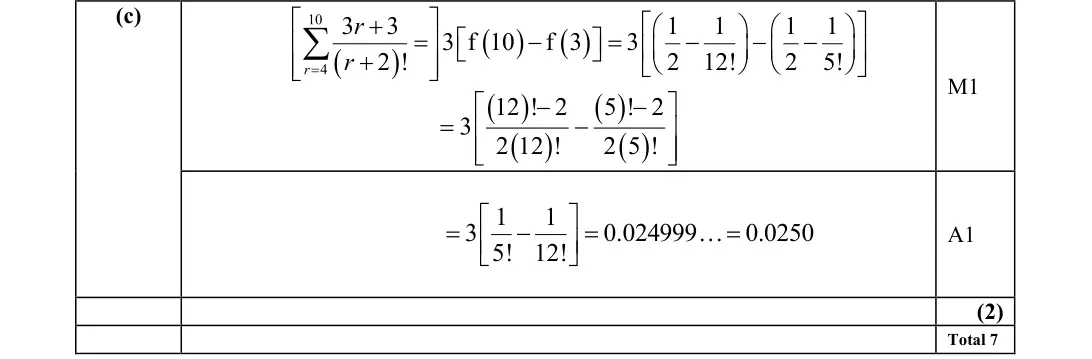 (c)
[∑_{r=4}^{10} (3r+3)/((r+2)!) =] 3[f(10)−f(3)] = 3[(1/2 − 1/12!) − (1/2 − 1/5!)]
M1
= 3[((12)!−2)/(2(12)!) − ((5)!−2)/(2(5)!)]
= 3[1/5! − 1/12!] = 0.024999… = 0.0250
A1
(2)
Total 7